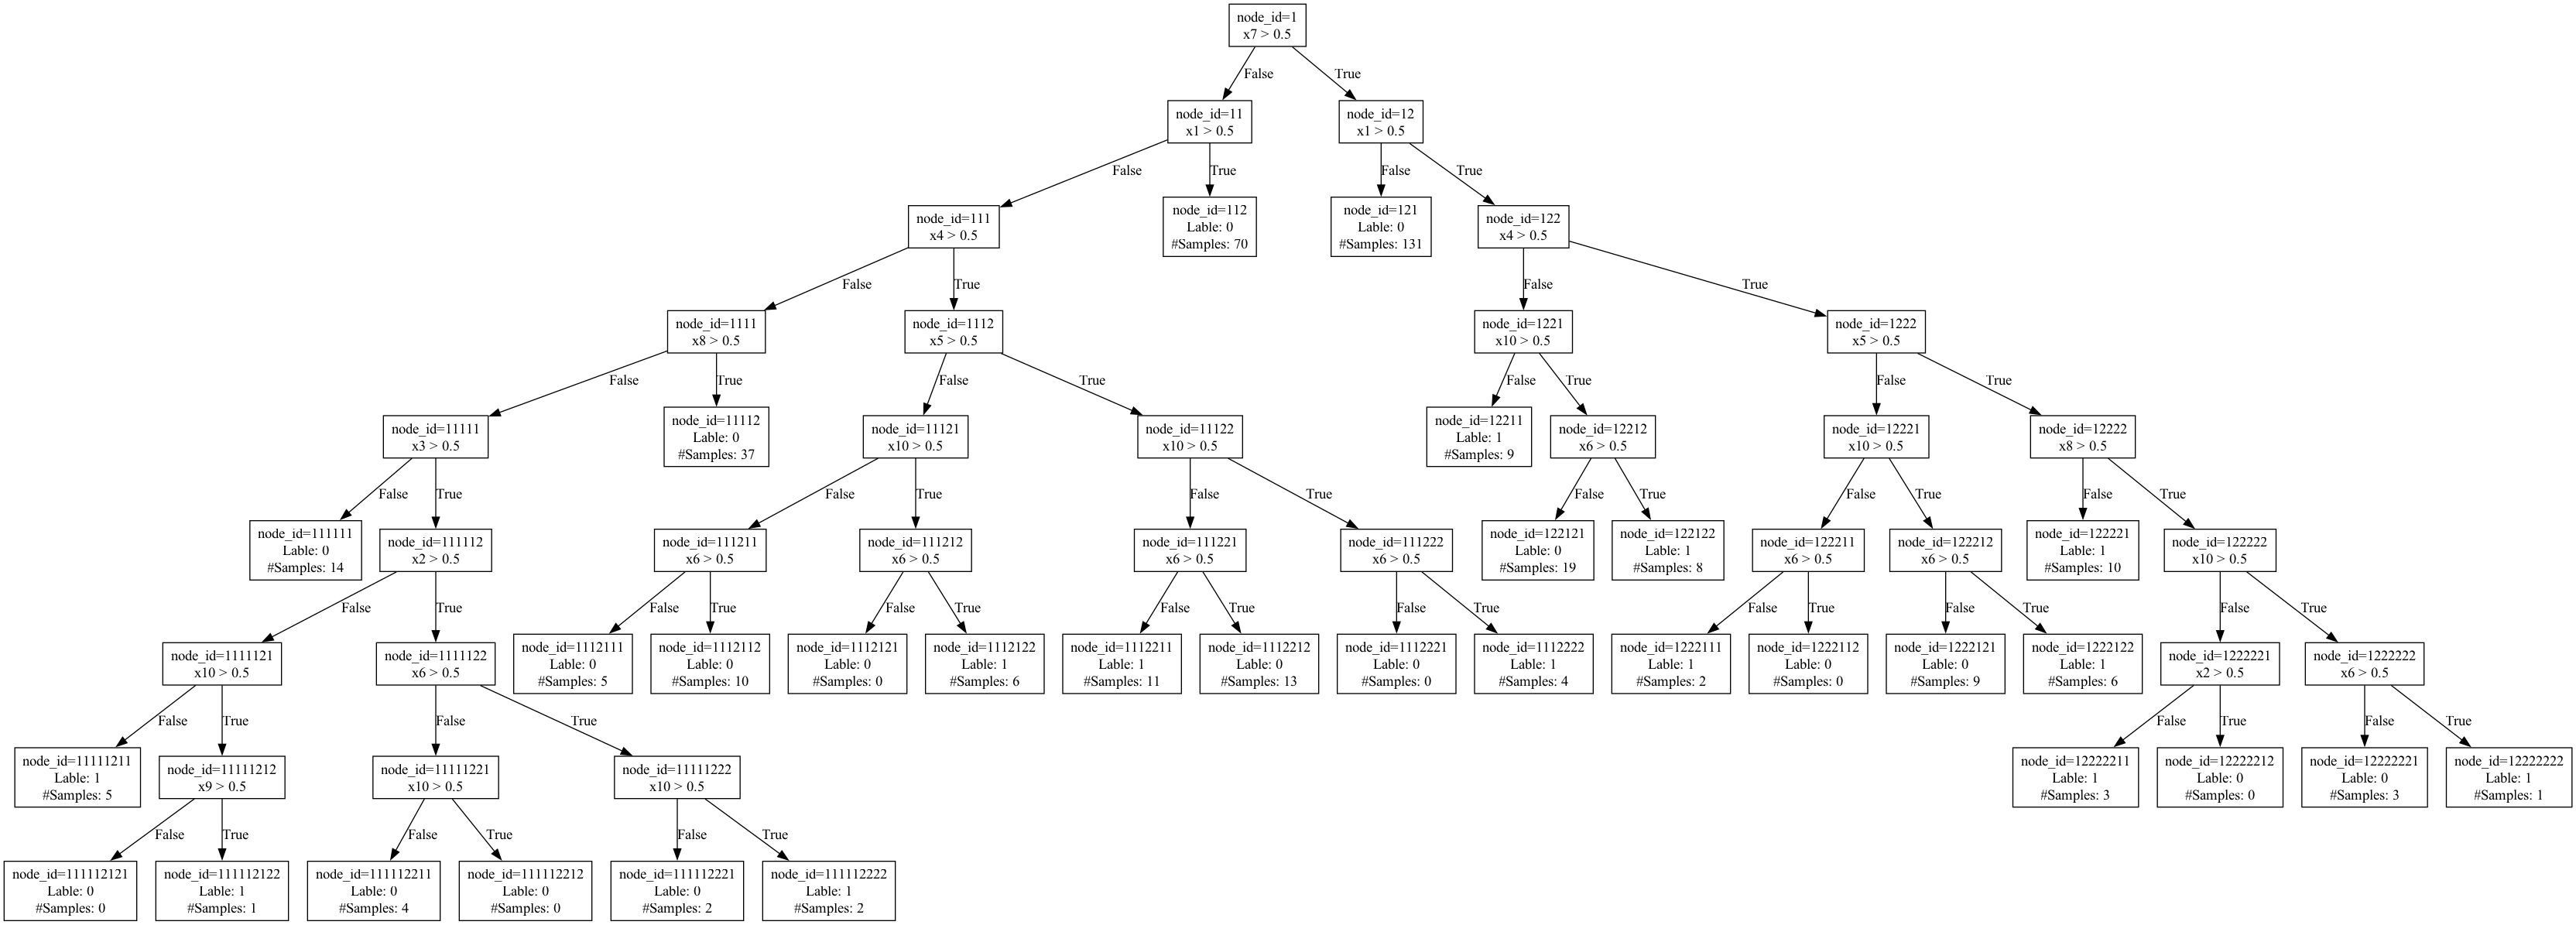 node_id=1
x7 > 0.5
False
True
node_id=11
x1 > 0.5
node_id=12
x1 > 0.5
False
True
False
True
node_id=111
x4 > 0.5
node_id=112
Lable: 0
#Samples: 70
node_id=121
Lable: 0
#Samples: 131
node_id=122
x4 > 0.5
False
True
False
True
node_id=1111
x8 > 0.5
node_id=1112
x5 > 0.5
node_id=1221
x10 > 0.5
node_id=1222
x5 > 0.5
False
True
False
True
False
True
False
True
node_id=11111
x3 > 0.5
node_id=11112
Lable: 0
#Samples: 37
node_id=11121
x10 > 0.5
node_id=11122
x10 > 0.5
node_id=12211
Lable: 1
#Samples: 9
node_id=12212
x6 > 0.5
node_id=12221
x10 > 0.5
node_id=12222
x8 > 0.5
False
True
False
True
False
True
False
True
False
True
False
True
node_id=111111
Lable: 0
#Samples: 14
node_id=111112
x2 > 0.5
node_id=111211
x6 > 0.5
node_id=111212
x6 > 0.5
node_id=111221
x6 > 0.5
node_id=111222
x6 > 0.5
node_id=122121
Lable: 0
#Samples: 19
node_id=122122
Lable: 1
#Samples: 8
node_id=122211
x6 > 0.5
node_id=122212
x6 > 0.5
node_id=122221
Lable: 1
#Samples: 10
node_id=122222
x10 > 0.5
False
True
False
True
False
True
False
True
False
True
False
True
False
True
False
True
node_id=1111121
x10 > 0.5
node_id=1111122
x6 > 0.5
node_id=1112111
Lable: 0
#Samples: 5
node_id=1112112
Lable: 0
#Samples: 10
node_id=1112121
Lable: 0
#Samples: 0
node_id=1112122
Lable: 1
#Samples: 6
node_id=1112211
Lable: 1
#Samples: 11
node_id=1112212
Lable: 0
#Samples: 13
node_id=1112221
Lable: 0
#Samples: 0
node_id=1112222
Lable: 1
#Samples: 4
node_id=1222111
Lable: 1
#Samples: 2
node_id=1222112
Lable: 0
#Samples: 0
node_id=1222121
Lable: 0
#Samples: 9
node_id=1222122
Lable: 1
#Samples: 6
node_id=1222221
x2 > 0.5
node_id=1222222
x6 > 0.5
False
True
False
True
False
True
False
True
node_id=11111211
Lable: 1
#Samples: 5
node_id=11111212
x9 > 0.5
node_id=11111221
x10 > 0.5
node_id=11111222
x10 > 0.5
node_id=12222211
Lable: 1
#Samples: 3
node_id=12222212
Lable: 0
#Samples: 0
node_id=12222221
Lable: 0
#Samples: 3
node_id=12222222
Lable: 1
#Samples: 1
False
True
False
True
False
True
node_id=111112121
Lable: 0
#Samples: 0
node_id=111112122
Lable: 1
#Samples: 1
node_id=111112211
Lable: 0
#Samples: 4
node_id=111112212
Lable: 0
#Samples: 0
node_id=111112221
Lable: 0
#Samples: 2
node_id=111112222
Lable: 1
#Samples: 2